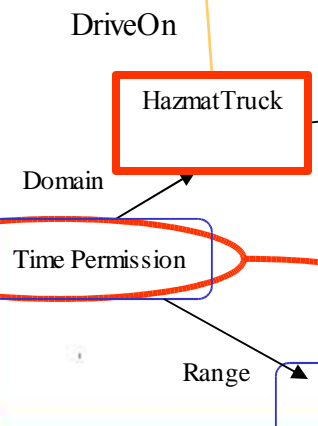 DriveOn
HazmatTruck
Domain
Time Permission
Range